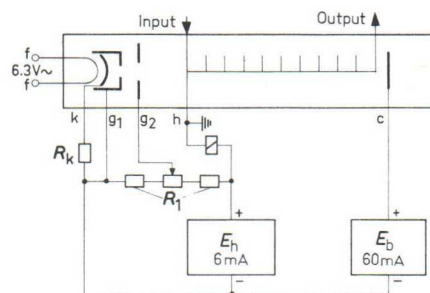 Input
Output
f
6.3V~
f
k
g1
g2
h
c
Rk
R1
+
+
Eh
6mA
Eb
60mA
−
−